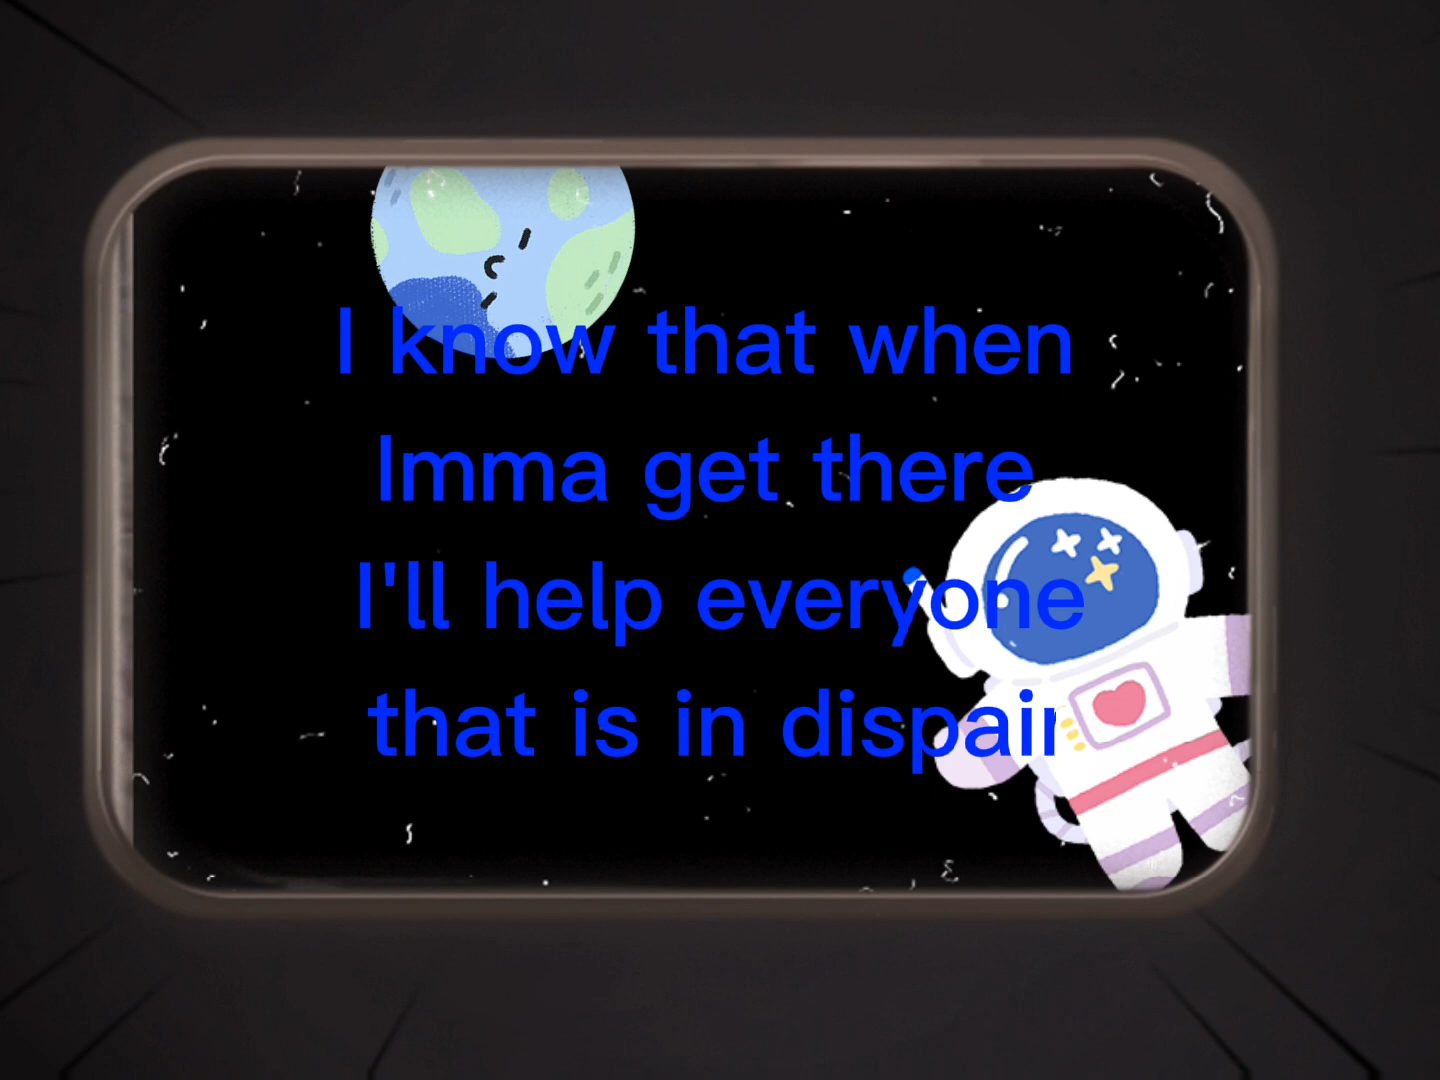 I know that when
Imma get there
I'll help everyone
that is in dispair